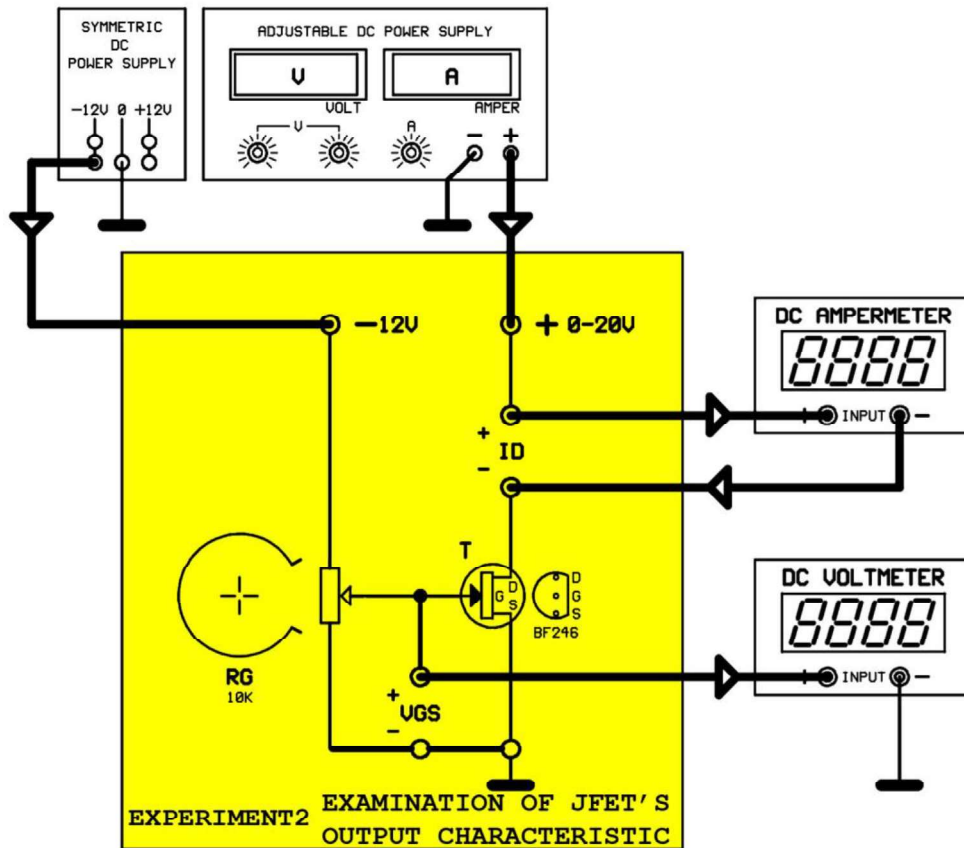 SYMMETRIC
DC
POWER SUPPLY
-12V 0 +12V
ADJUSTABLE DC POWER SUPPLY
V
VOLT
A
AMPER
V
A
- +
-12V
+ 0-20V
DC AMPERMETER
8888
+ INPUT -
+
ID
-
T
G D S
D
G
S
BF246
RG
10K
DC VOLTMETER
8888
+ INPUT -
+
VGS
-
EXPERIMENT2
EXAMINATION OF JFET'S
OUTPUT CHARACTERISTIC